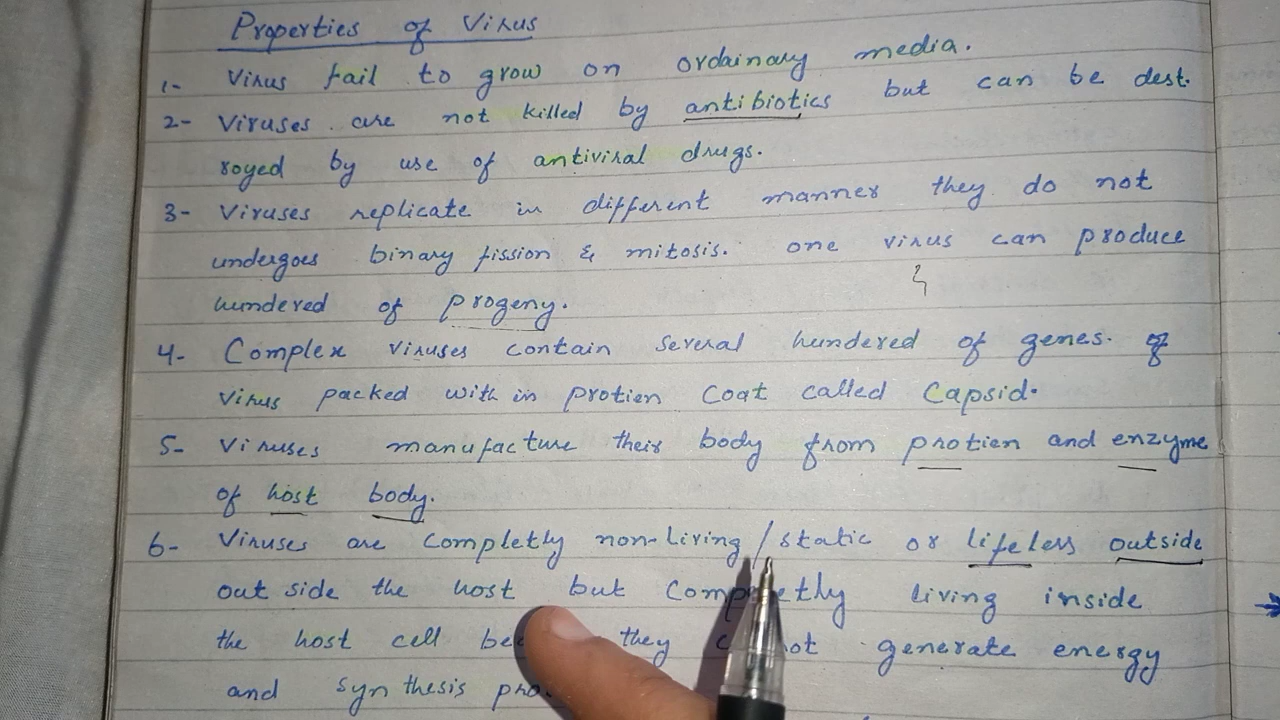 Properties of Virus
1- Virus fail to grow on ordainary media.
2- Viruses are not killed by antibiotics but can be dest.
royed by use of antiviral drugs.
3- Viruses replicate in different manner they do not
undergoes binary fission & mitosis. one virus can produce
hundered of progeny.
4- Complex viruses contain several hundered of genes. of
virus packed with in protien Coat called Capsid.
5- Viruses manufacture their body from protien and enzyme
of host body.
6- Viruses are completly non-living/static or lifeless outside
out side the host but completly living inside
the host cell they generate energy
and synthesis